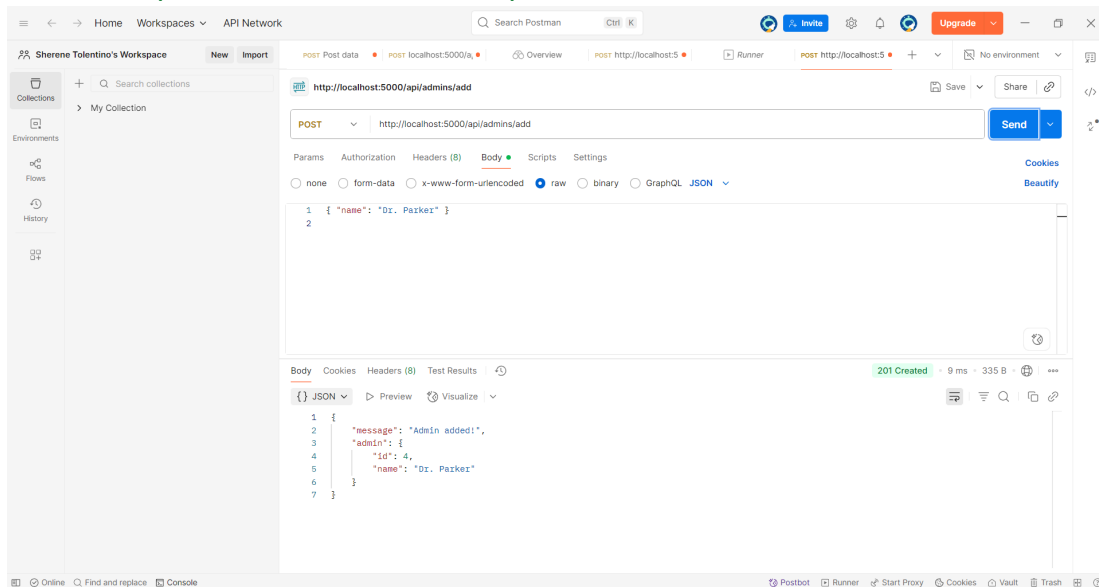 Home Workspaces API Network Search Postman Ctrl K Invite Upgrade
Sherene Tolentino's Workspace New Import POST Post data POST localhost:5000/a, Overview POST http://localhost:5 Runner POST http://localhost:5 No environment
Collections
Environments
Flows
History
Search collections
My Collection
HTTP http://localhost:5000/api/admins/add Save Share
POST http://localhost:5000/api/admins/add Send
Params Authorization Headers (8) Body Scripts Settings Cookies
none form-data x-www-form-urlencoded raw binary GraphQL JSON Beautify
1 { "name": "Dr. Parker" }
2
Body Cookies Headers (8) Test Results 201 Created 9 ms 335 B
{} JSON Preview Visualize
1 {
2 "message": "Admin added!",
3 "admin": {
4 "id": 4,
5 "name": "Dr. Parker"
6 }
7 }
Online Find and replace Console Postbot Runner Start Proxy Cookies Vault Trash